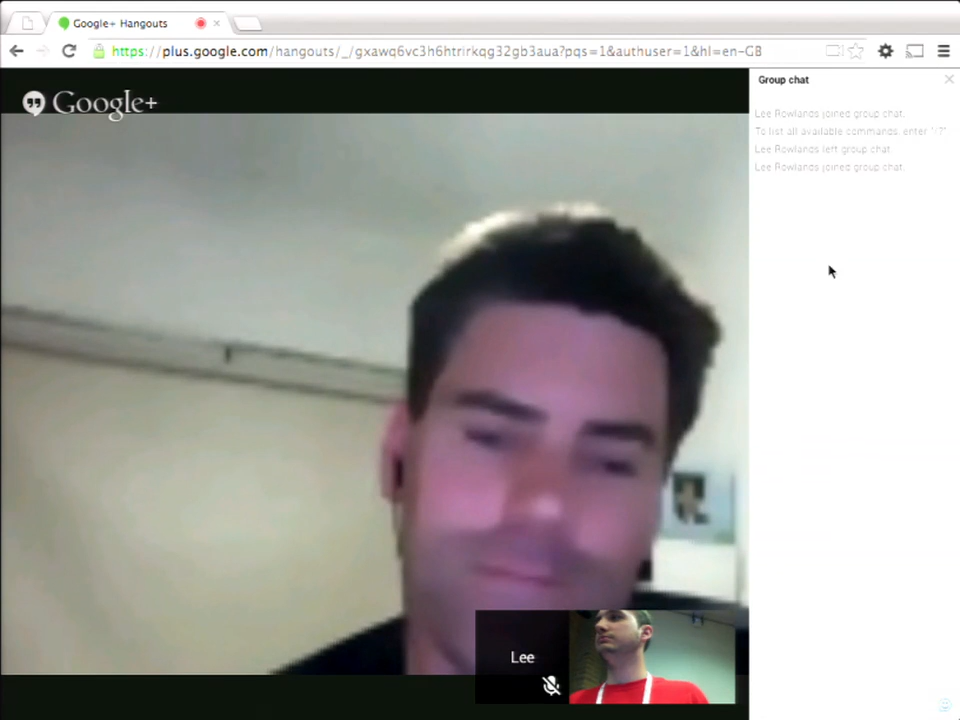 Google+ Hangouts
https://plus.google.com/hangouts/_/gxawq6vc3h6htrirkqg32gb3aua?pqs=1&authuser=1&hl=en-GB
Google+
Group chat
Lee Rowlands joined group chat.
To list all available commands, enter "/?"
Lee Rowlands left group chat.
Lee Rowlands joined group chat.
Lee